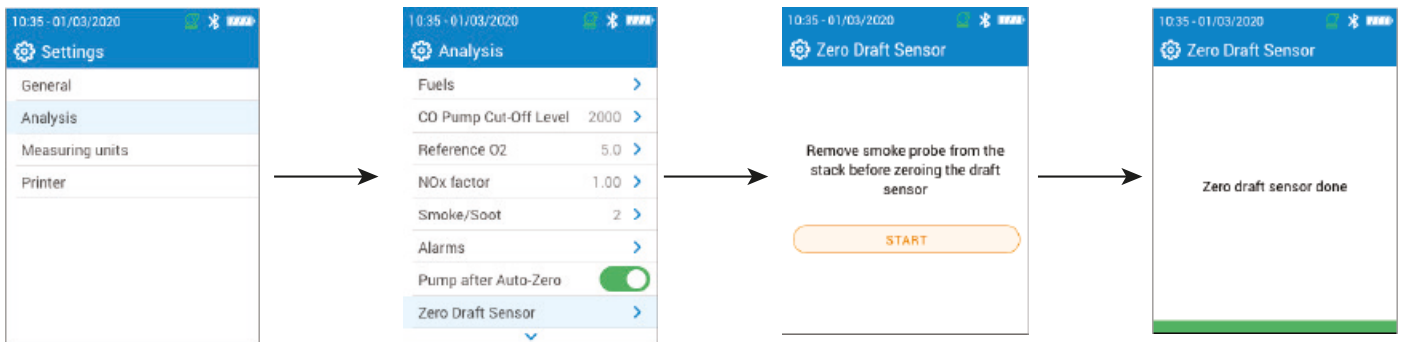 10:35 - 01/03/2020
Settings
General
Analysis
Measuring units
Printer
10:35 - 01/03/2020
Analysis
Fuels
CO Pump Cut-Off Level 2000
Reference O2 5.0
NOx factor 1.00
Smoke/Soot 2
Alarms
Pump after Auto-Zero
Zero Draft Sensor
10:35 - 01/03/2020
Zero Draft Sensor
Remove smoke probe from the
stack before zeroing the draft
sensor
START
10:35 - 01/03/2020
Zero Draft Sensor
Zero draft sensor done